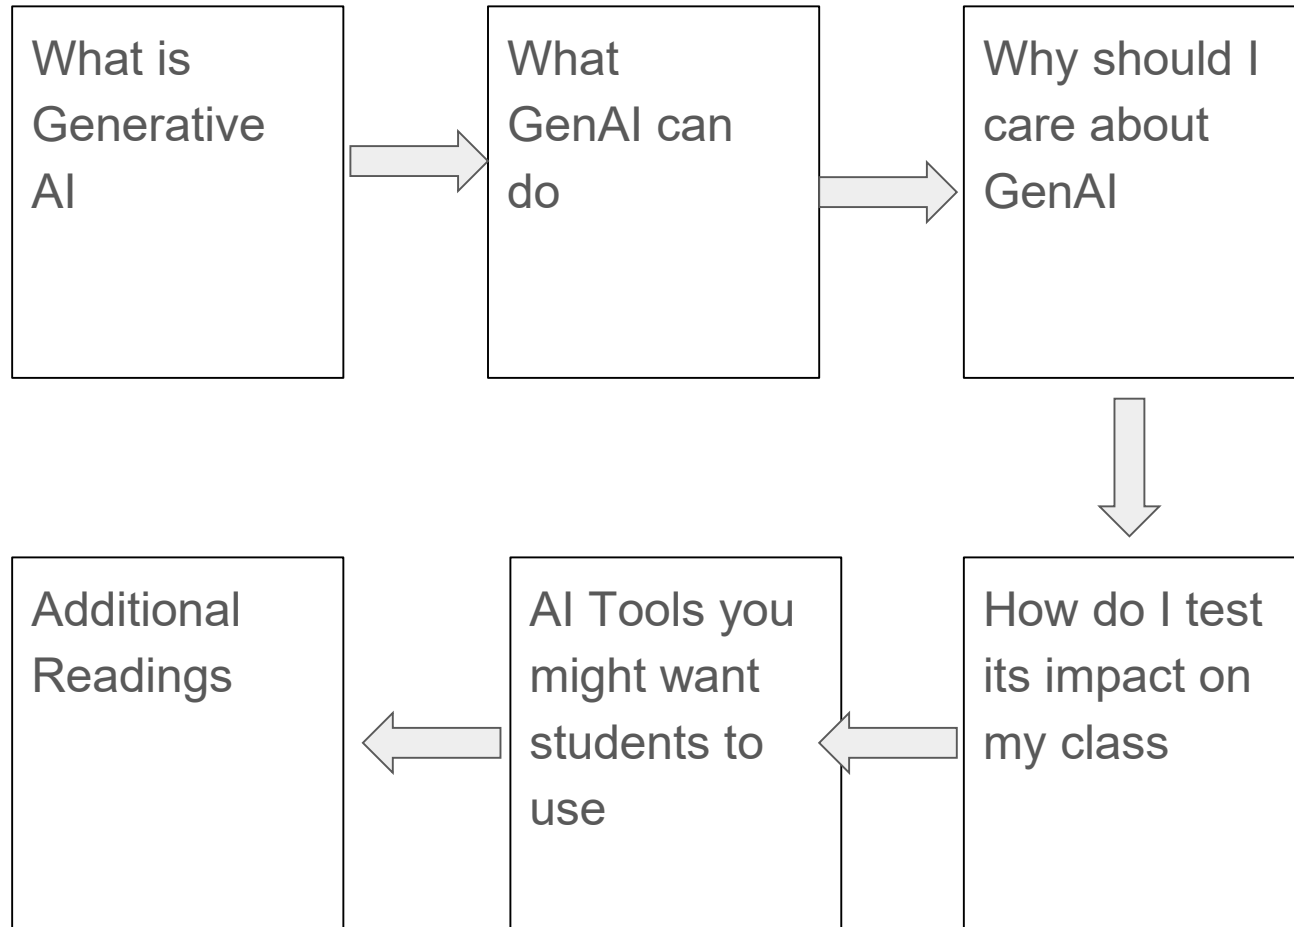 What is
Generative
AI
What
GenAI can
do
Why should I
care about
GenAI
How do I test
its impact on
my class
AI Tools you
might want
students to
use
Additional
Readings